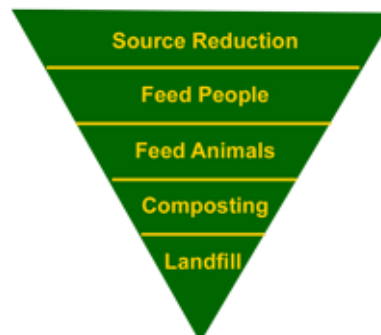 Source Reduction
Feed People
Feed Animals
Composting
Landfill